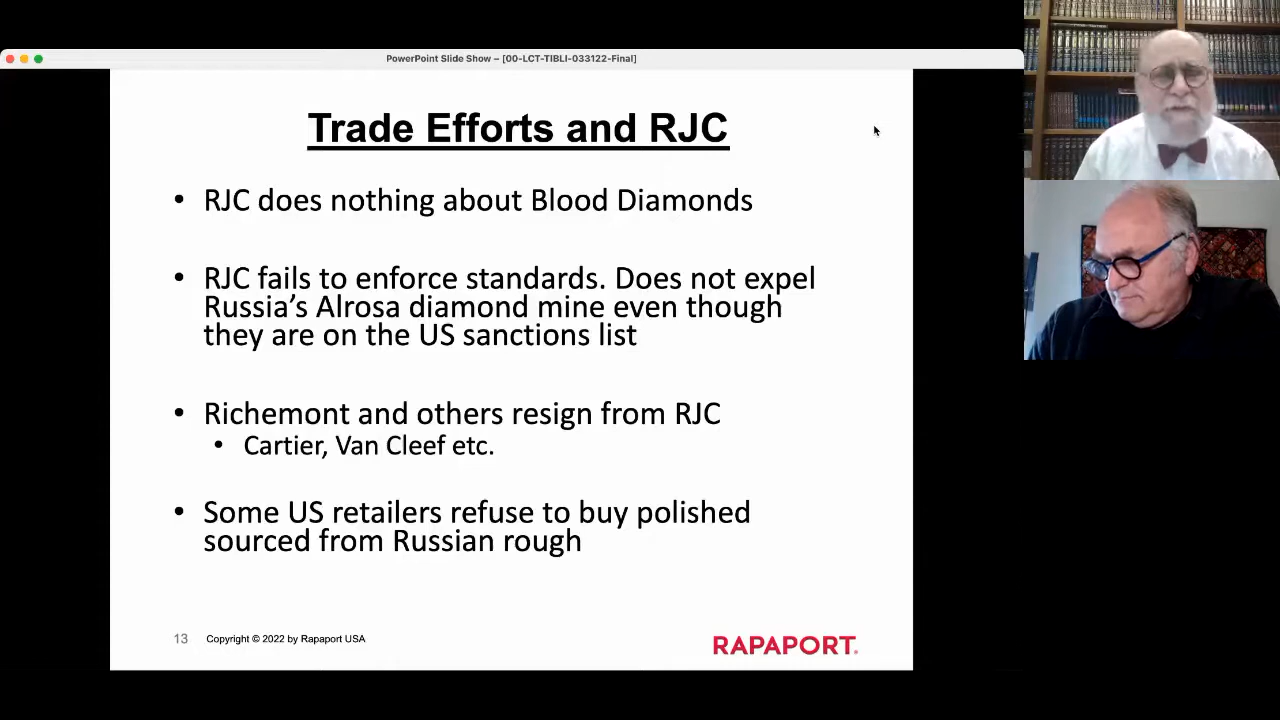 PowerPoint Slide Show – [00-LCT-TIBLI-033122-Final]
Trade Efforts and RJC
• RJC does nothing about Blood Diamonds
• RJC fails to enforce standards. Does not expel
Russia’s Alrosa diamond mine even though
they are on the US sanctions list
• Richemont and others resign from RJC
• Cartier, Van Cleef etc.
• Some US retailers refuse to buy polished
sourced from Russian rough
13 Copyright © 2022 by Rapaport USA
RAPAPORT®